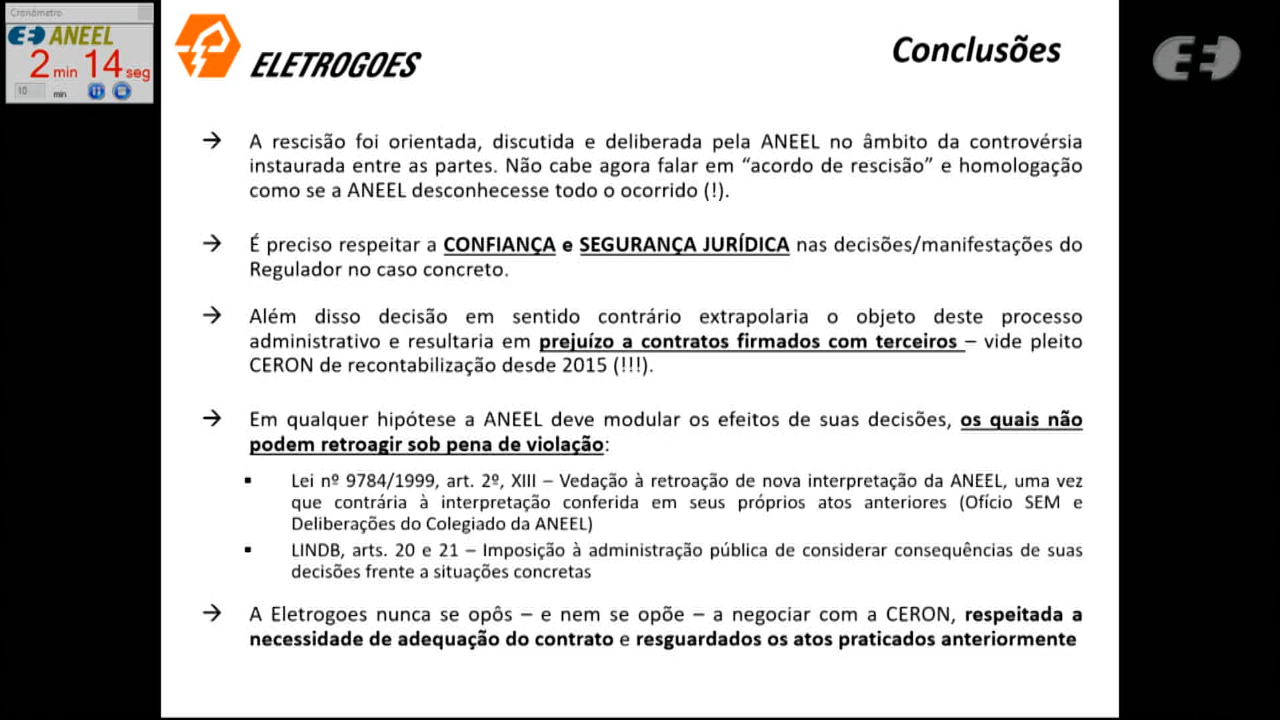 Cronômetro
ANEEL
2 min 14 seg
10 min
ELETROGOES
Conclusões
→ A rescisão foi orientada, discutida e deliberada pela ANEEL no âmbito da controvérsia
instaurada entre as partes. Não cabe agora falar em “acordo de rescisão” e homologação
como se a ANEEL desconhecesse todo o ocorrido (!).
→ É preciso respeitar a CONFIANÇA e SEGURANÇA JURÍDICA nas decisões/manifestações do
Regulador no caso concreto.
→ Além disso decisão em sentido contrário extrapolaria o objeto deste processo
administrativo e resultaria em prejuízo a contratos firmados com terceiros – vide pleito
CERON de recontabilização desde 2015 (!!!).
→ Em qualquer hipótese a ANEEL deve modular os efeitos de suas decisões, os quais não
podem retroagir sob pena de violação:
▪ Lei nº 9784/1999, art. 2º, XIII – Vedação à retroação de nova interpretação da ANEEL, uma vez
que contrária à interpretação conferida em seus próprios atos anteriores (Ofício SEM e
Deliberações do Colegiado da ANEEL)
▪ LINDB, arts. 20 e 21 – Imposição à administração pública de considerar consequências de suas
decisões frente a situações concretas
→ A Eletrogoes nunca se opôs – e nem se opõe – a negociar com a CERON, respeitada a
necessidade de adequação do contrato e resguardados os atos praticados anteriormente